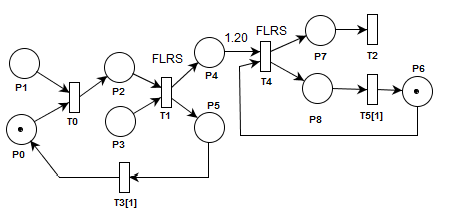 1.20
FLRS
FLRS
P7
T2
P4
P6
P1
P2
T4
P5
P8
T5[1]
T0
T1
P3
P0
T3[1]